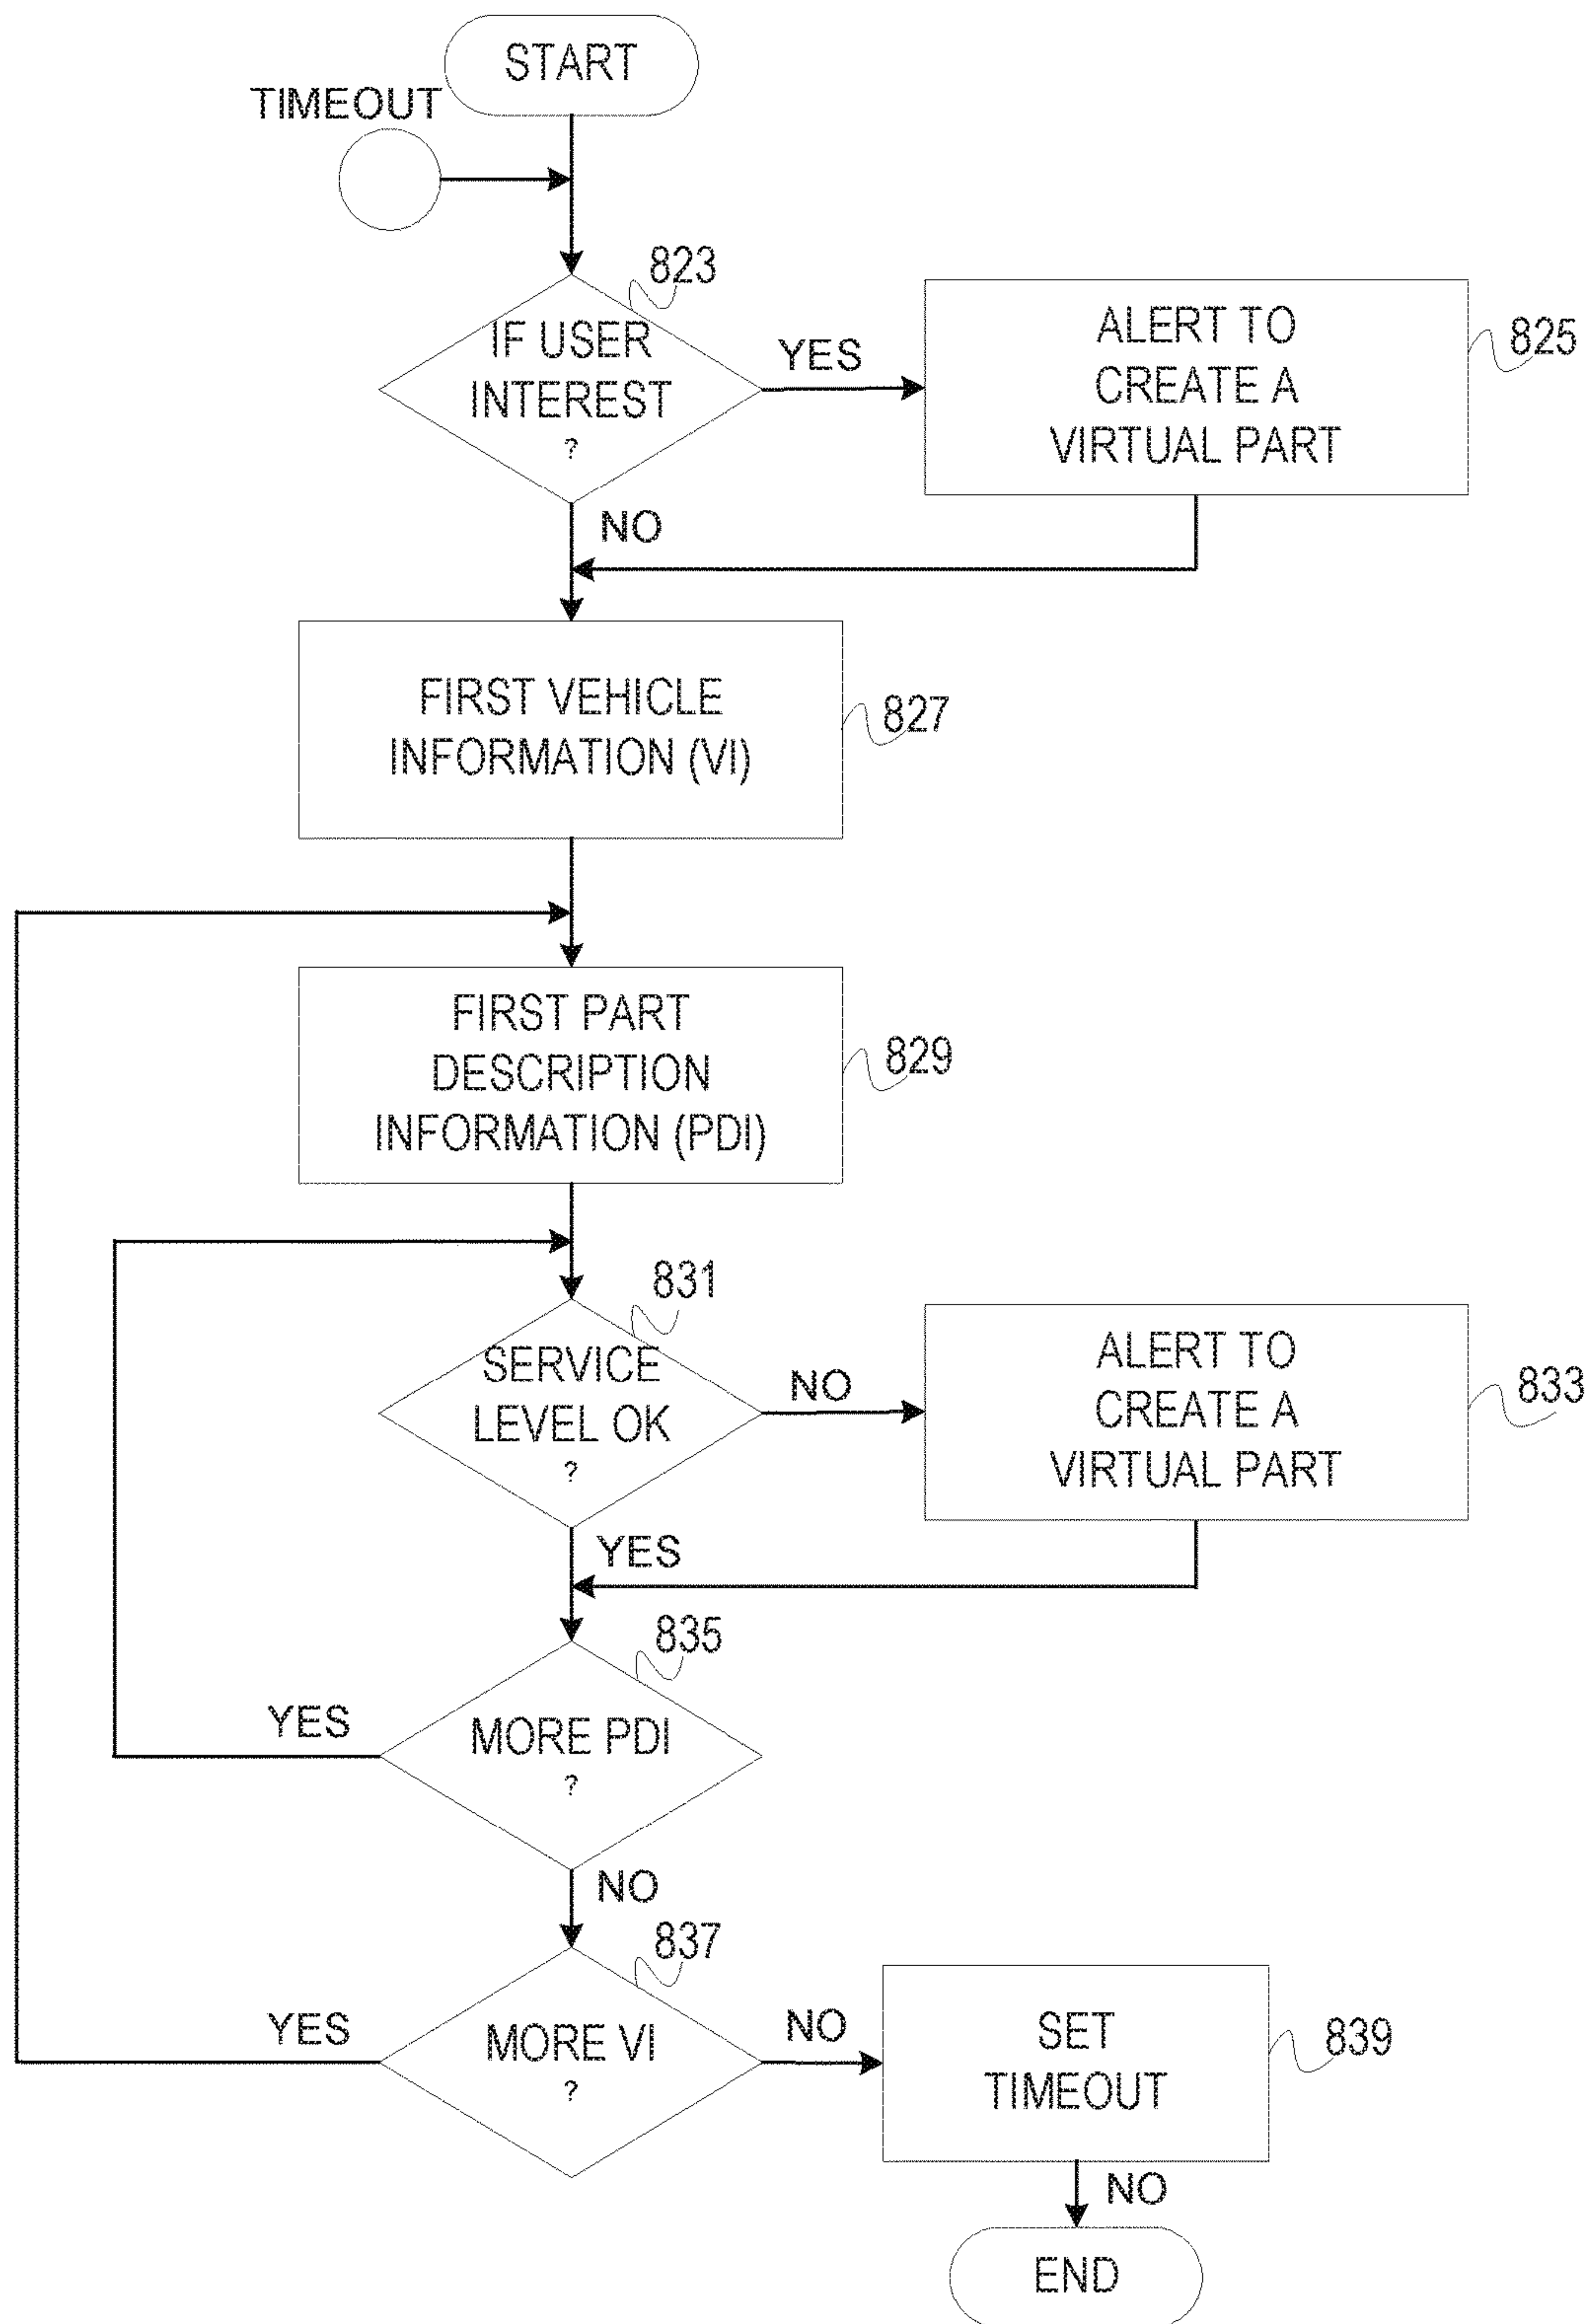 START
TIMEOUT
823
IF USER
INTEREST
?
YES
ALERT TO
CREATE A
VIRTUAL PART
825
NO
FIRST VEHICLE
INFORMATION (VI)
827
FIRST PART
DESCRIPTION
INFORMATION (PDI)
829
831
SERVICE
LEVEL OK
?
NO
ALERT TO
CREATE A
VIRTUAL PART
833
YES
835
YES
MORE PDI
?
NO
837
YES
MORE VI
?
NO
SET
TIMEOUT
839
NO
END